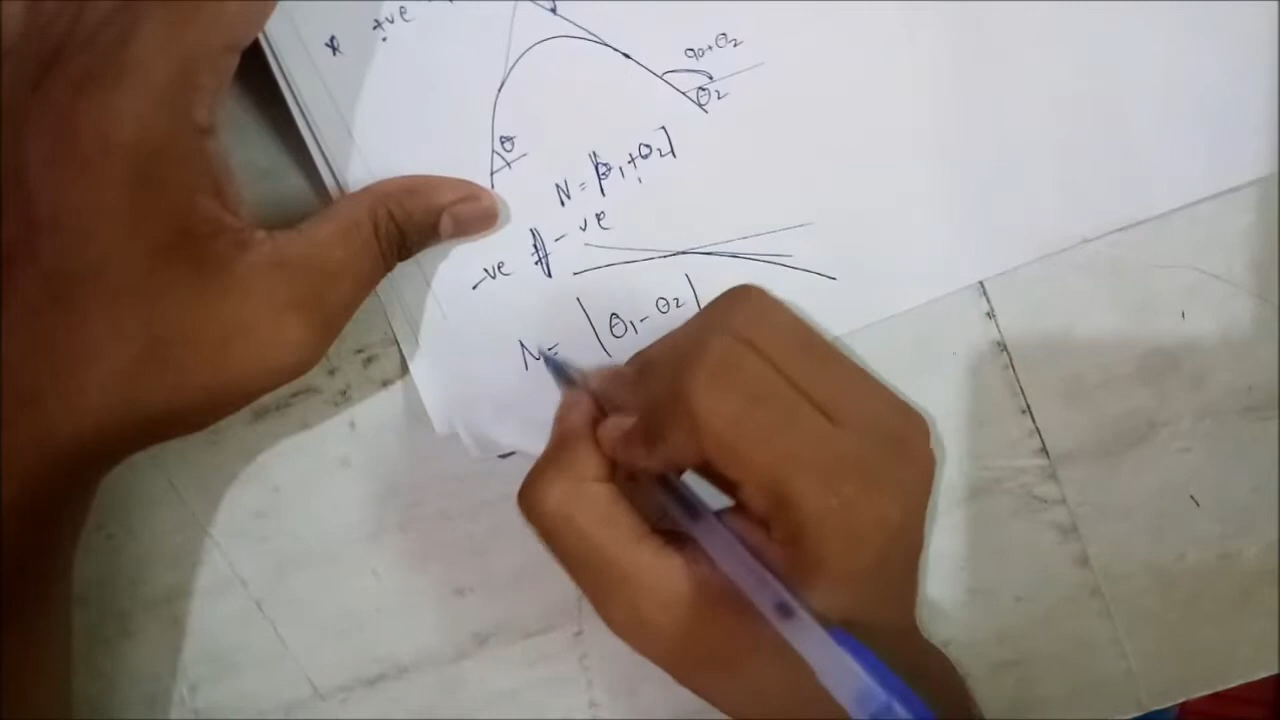 +ve
90+θ2
θ2
θ
N = |θ1+θ2|
-ve - ve
N = |θ1-θ2|